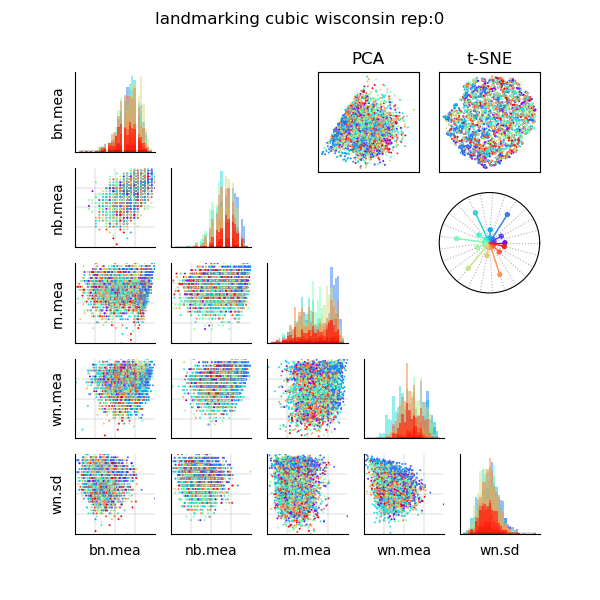 landmarking cubic wisconsin rep:0
PCA
t-SNE
bn.mea
nb.mea
rn.mea
wn.mea
wn.sd
bn.mea
nb.mea
rn.mea
wn.mea
wn.sd